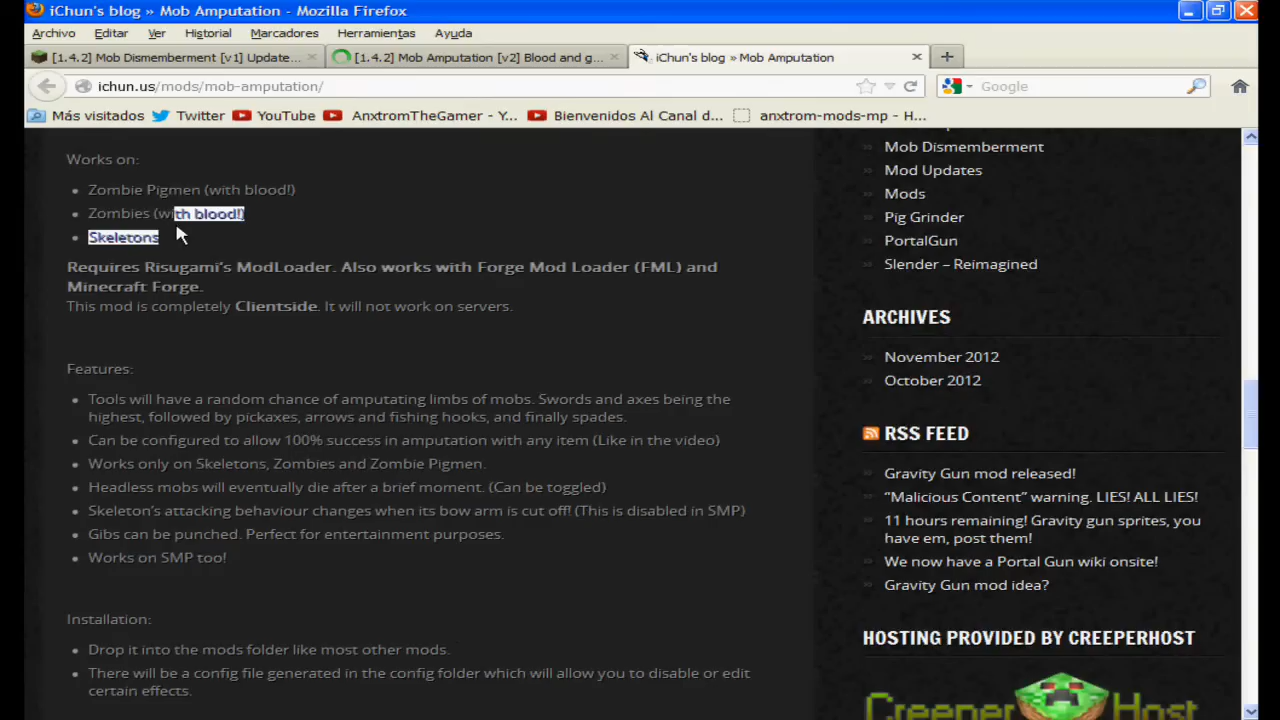 iChun's blog » Mob Amputation - Mozilla Firefox
Archivo Editar Ver Historial Marcadores Herramientas Ayuda
[1.4.2] Mob Dismemberment [v1] Update... [1.4.2] Mob Amputation [v2] Blood and g... iChun's blog » Mob Amputation
ichun.us/mods/mob-amputation/ Google
Más visitados Twitter YouTube AnxtromTheGamer - Y... Bienvenidos Al Canal d... anxtrom-mods-mp - H...
Works on:
Zombie Pigmen (with blood!)
Zombies (with blood!)
Skeletons
Requires Risugami's ModLoader. Also works with Forge Mod Loader (FML) and
Minecraft Forge.
This mod is completely Clientside. It will not work on servers.
Features:
Tools will have a random chance of amputating limbs of mobs. Swords and axes being the
highest, followed by pickaxes, arrows and fishing hooks, and finally spades.
Can be configured to allow 100% success in amputation with any item (Like in the video)
Works only on Skeletons, Zombies and Zombie Pigmen.
Headless mobs will eventually die after a brief moment. (Can be toggled)
Skeleton's attacking behaviour changes when its bow arm is cut off! (This is disabled in SMP)
Gibs can be punched. Perfect for entertainment purposes.
Works on SMP too!
Installation:
Drop it into the mods folder like most other mods.
There will be a config file generated in the config folder which will allow you to disable or edit
certain effects.
Mob Dismemberment
Mod Updates
Mods
Pig Grinder
PortalGun
Slender – Reimagined
ARCHIVES
November 2012
October 2012
RSS FEED
Gravity Gun mod released!
"Malicious Content" warning. LIES! ALL LIES!
11 hours remaining! Gravity gun sprites, you
have em, post them!
We now have a Portal Gun wiki onsite!
Gravity Gun mod idea?
HOSTING PROVIDED BY CREEPERHOST
Creeper Host